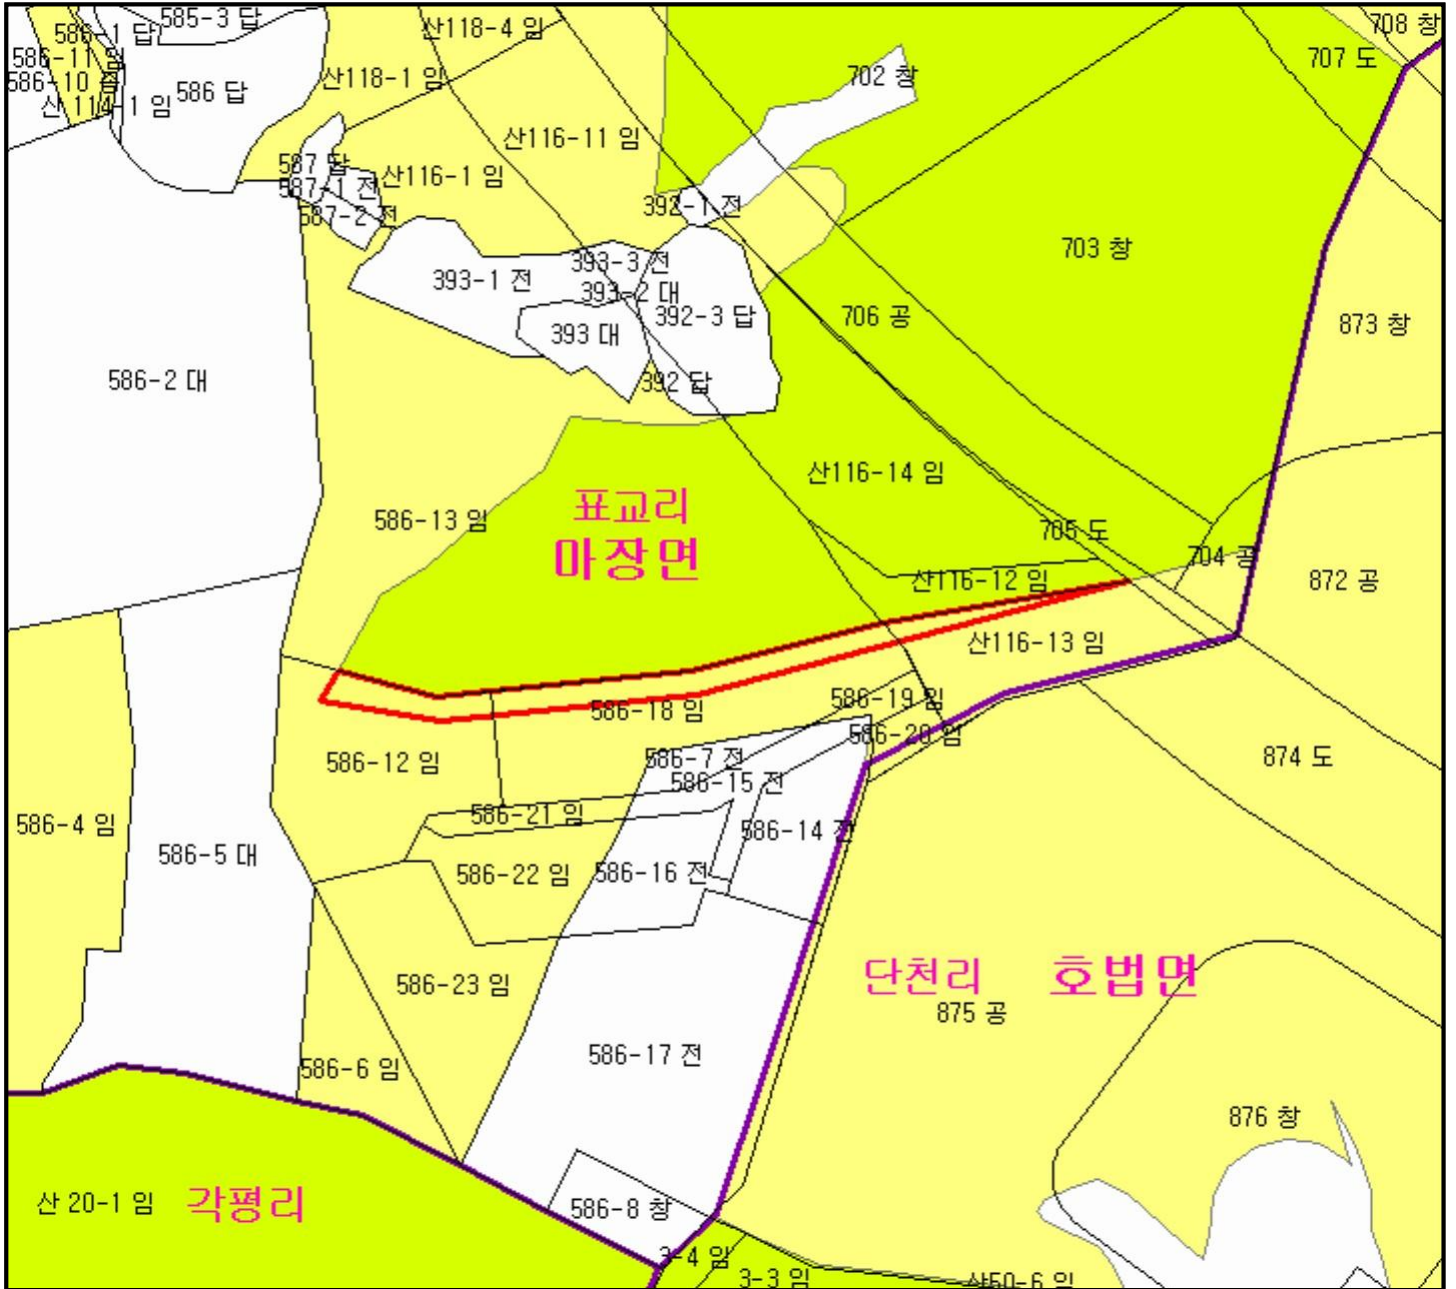 585-3 답
산118-4 임
708 창
586-1 답
707 도
586-11 임
산118-1 임
702 창
586-10
586 답
산 114-1 임
산116-11 임
587 답
산116-1 임
587-1 전
392-1 전
587-2 전
703 창
393-3 전
393-1 전
393-2 대
392-3 답
706 공
873 창
393 대
586-2 대
392 답
산116-14 임
표교리
586-13 임
705 도
마장면
704 공
산116-12 임
872 공
산116-13 임
586-19 임
586-18 임
586-20 임
586-7 전
874 도
586-12 임
586-15 전
586-21 임
586-4 임
586-14 전
586-5 대
586-22 임
586-16 전
단천리
호법면
586-23 임
875 공
586-17 전
586-6 임
876 창
산 20-1 임
각평리
586-8 창
3-4 임
3-3 임
산50-6 임